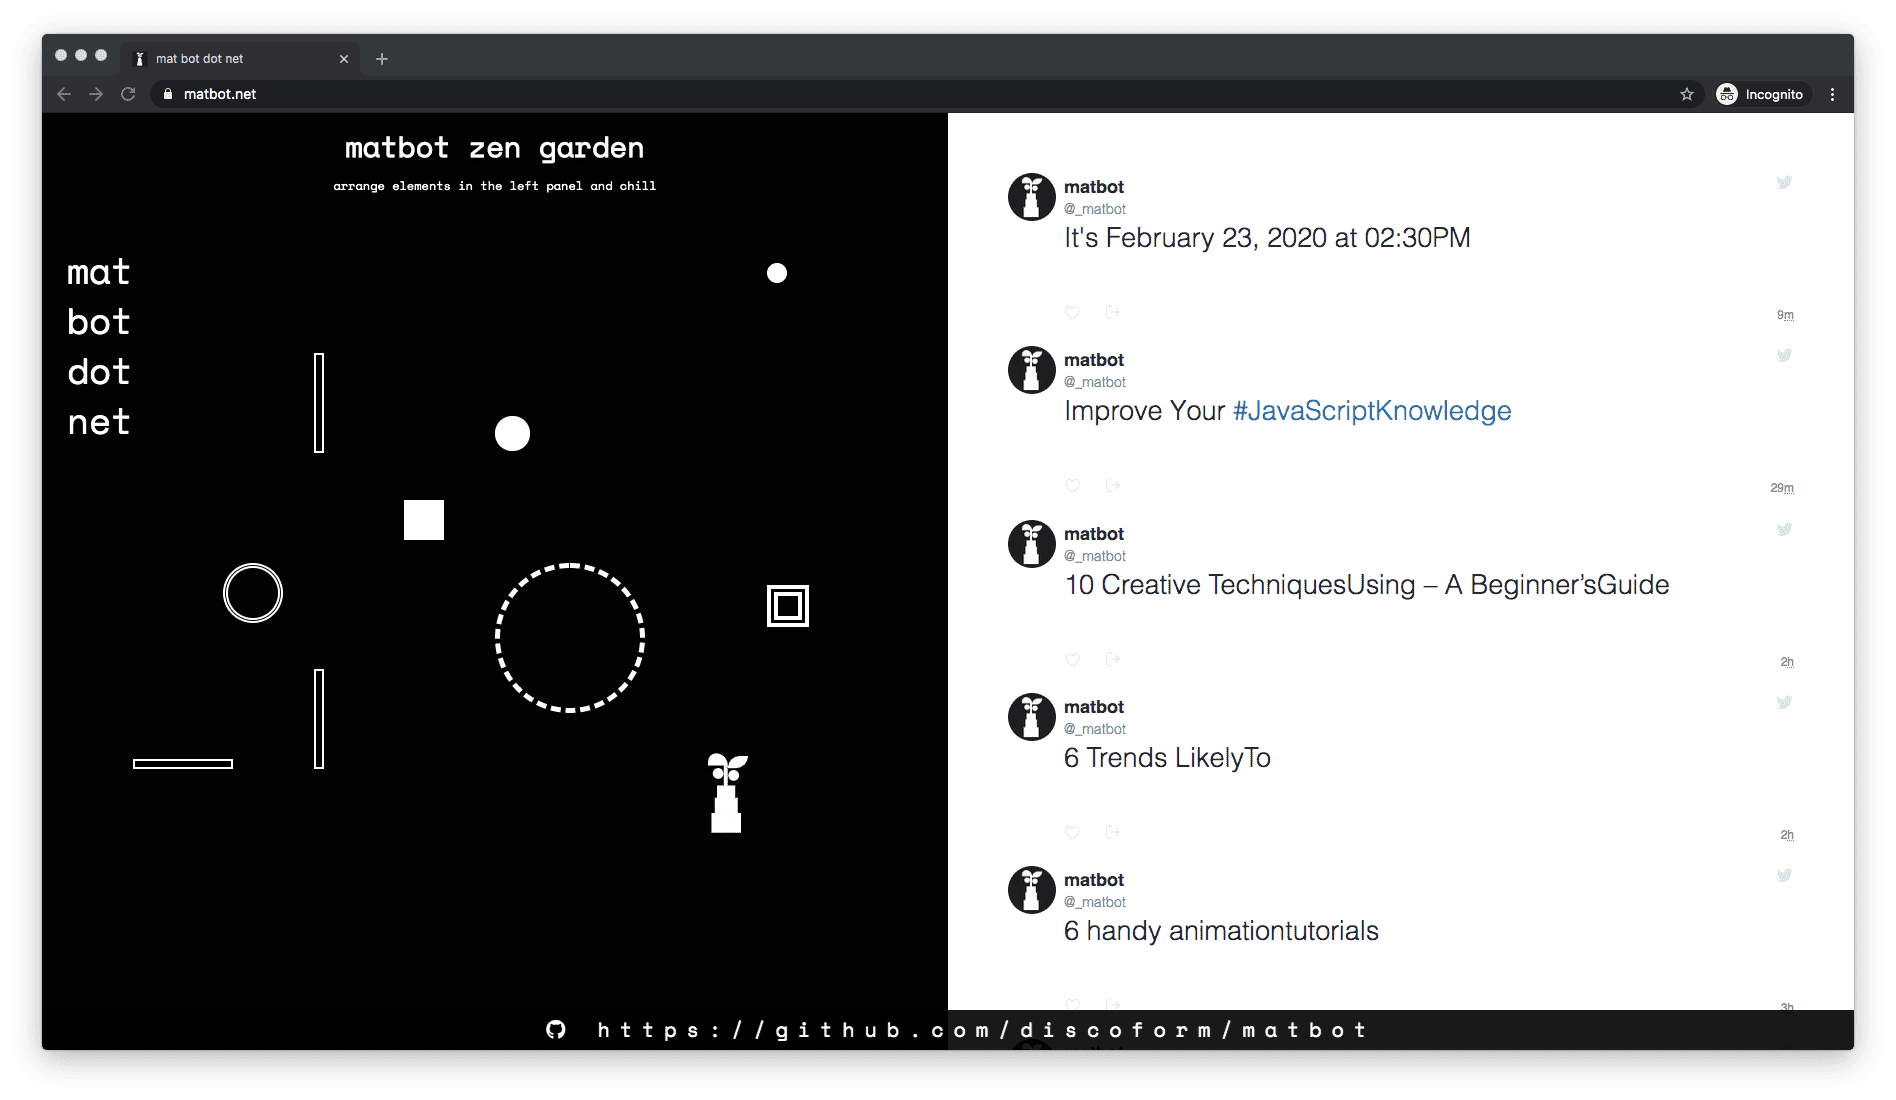 mat bot dot net
matbot.net
Incognito
matbot zen garden
arrange elements in the left panel and chill
mat
bot
dot
net
matbot
@_matbot
It's February 23, 2020 at 02:30PM
9m
matbot
@_matbot
Improve Your #JavaScriptKnowledge
29m
matbot
@_matbot
10 Creative TechniquesUsing – A Beginner’sGuide
2h
matbot
@_matbot
6 Trends LikelyTo
2h
matbot
@_matbot
6 handy animationtutorials
3h
https://github.com/discoform/matbot